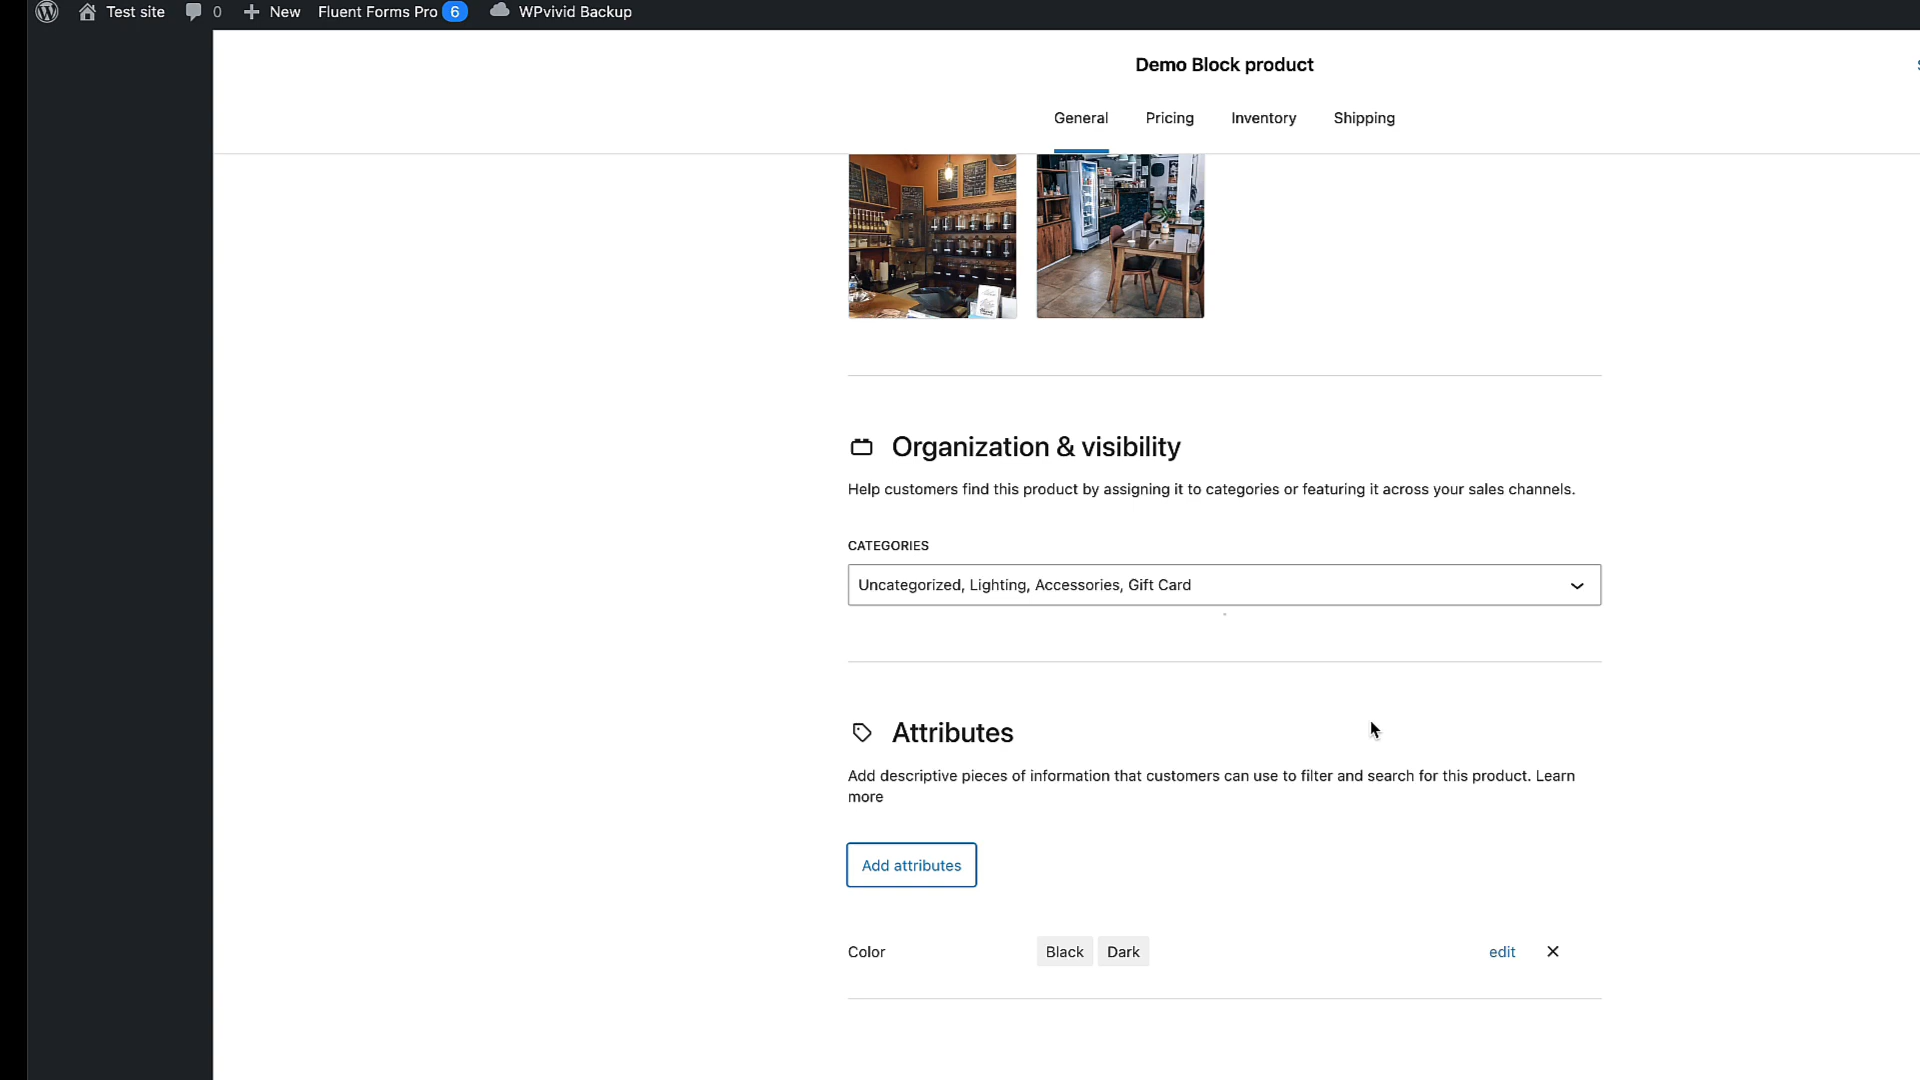 Test site 0 New Fluent Forms Pro 6 WPvivid Backup
Demo Block product
General Pricing Inventory Shipping
Organization & visibility
Help customers find this product by assigning it to categories or featuring it across your sales channels.
CATEGORIES
Uncategorized, Lighting, Accessories, Gift Card
Attributes
Add descriptive pieces of information that customers can use to filter and search for this product. Learn
more
Add attributes
Color Black Dark edit